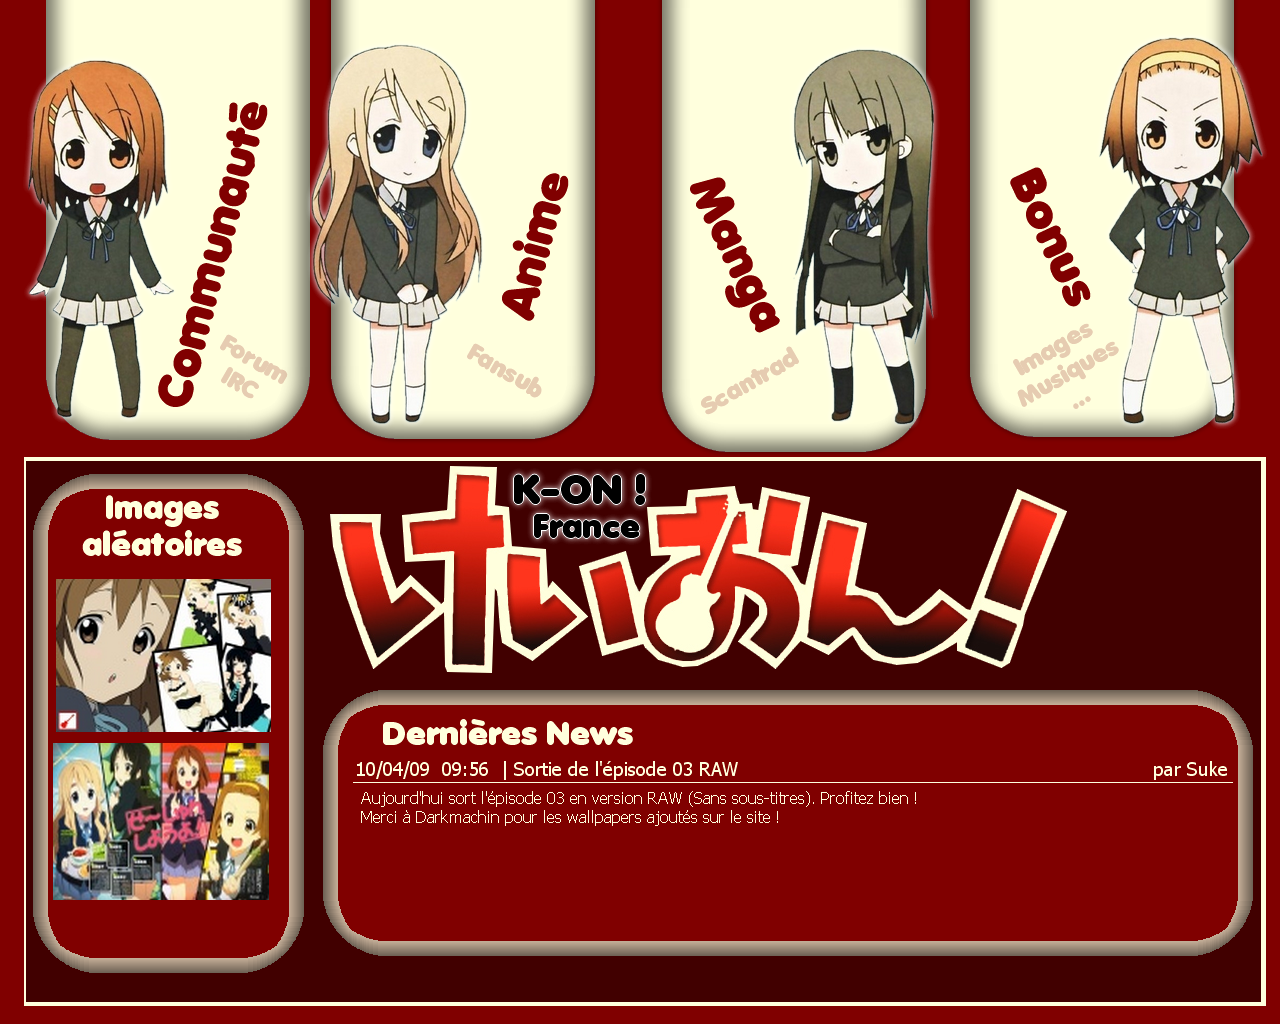 Communauté
Forum
IRC
Anime
Fansub
Manga
Scantrad
Bonus
Images
Musiques
...
Images
aléatoires
K-ON !
France
けいおん!
Dernières News
10/04/09 09:56 | Sortie de l'épisode 03 RAW
par Suke
Aujourd'hui sort l'épisode 03 en version RAW (Sans sous-titres). Profitez bien !
Merci à Darkmachin pour les wallpapers ajoutés sur le site !